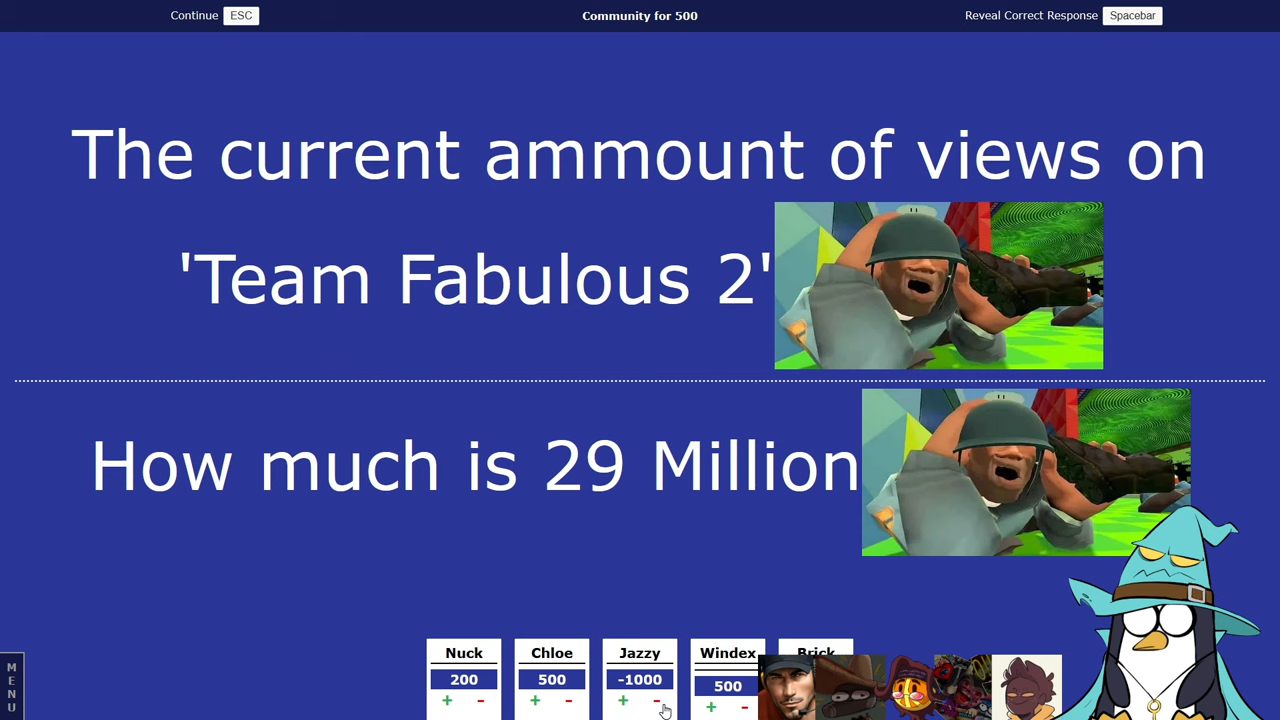 Continue ESC
Community for 500
Reveal Correct Response Spacebar
The current ammount of views on
'Team Fabulous 2'
How much is 29 Million
MENU
Nuck Chloe Jazzy Windex Brick
200 500 -1000 500
+ - + - + - + -